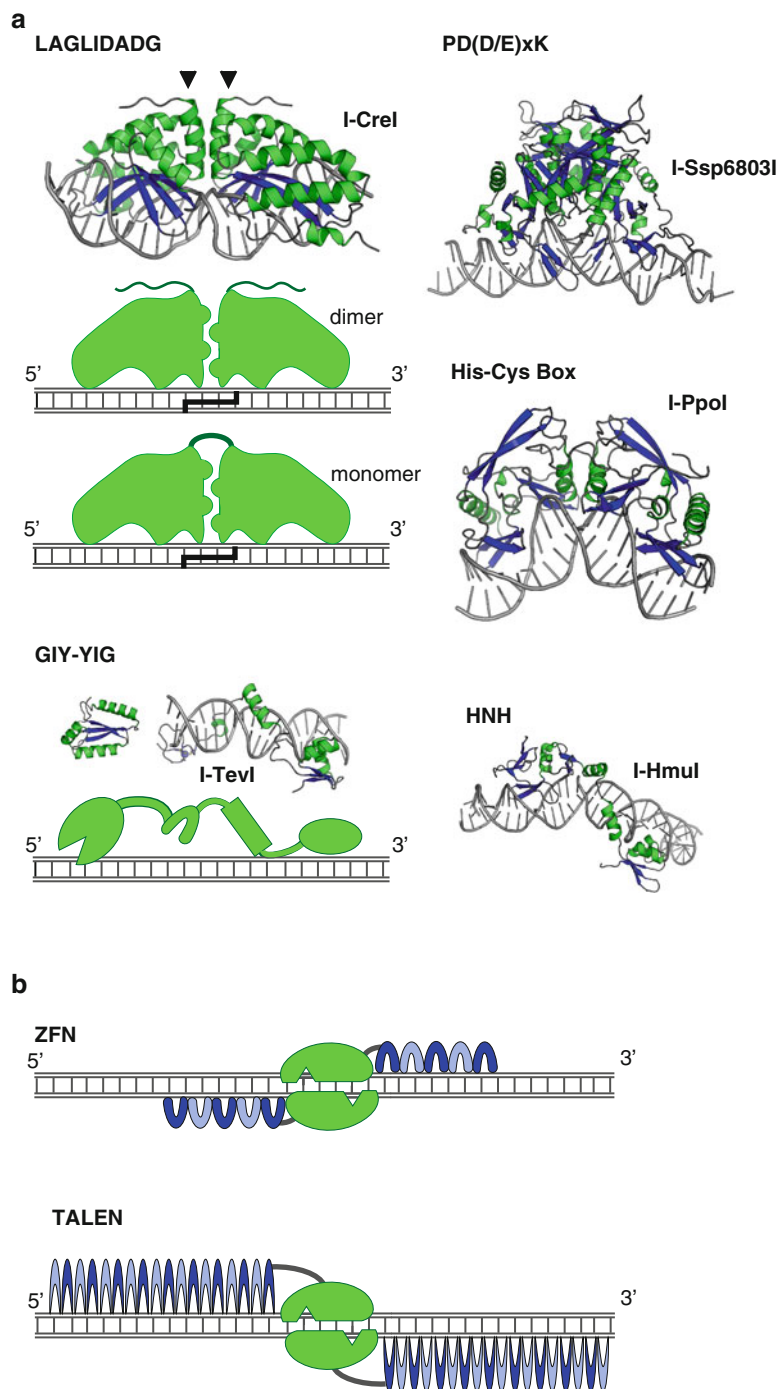 a
LAGLIDADG
I-CreI
dimer
5’ 3’
monomer
5’ 3’
GIY-YIG
I-TevI
5’ 3’
PD(D/E)xK
I-Ssp6803I
His-Cys Box
I-PpoI
HNH
I-HmuI
b
ZFN
5’ 3’
TALEN
5’ 3’